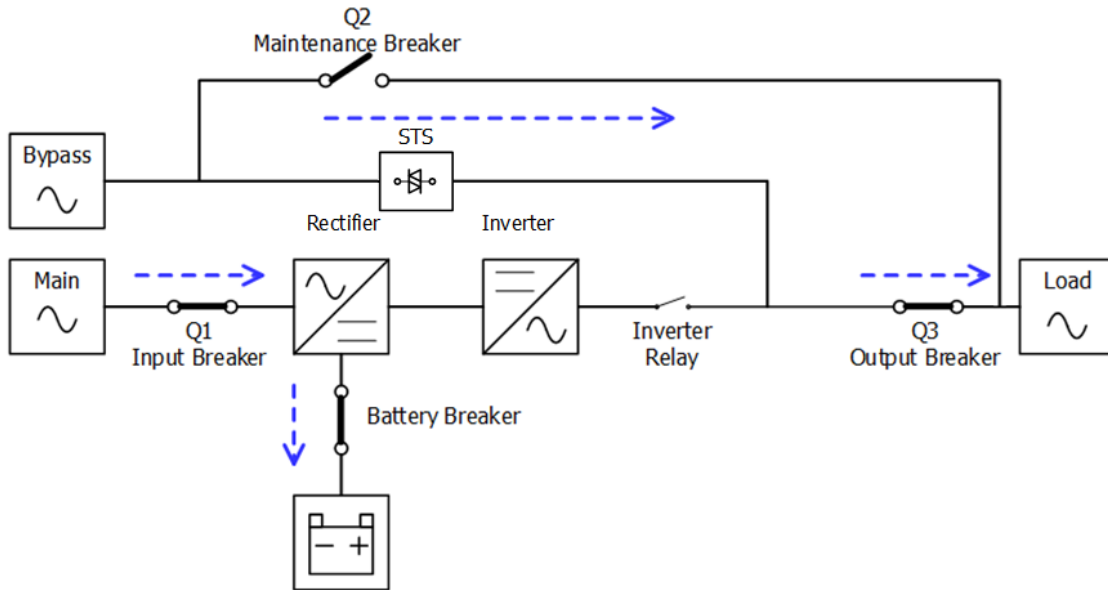 Q2
Maintenance Breaker
Bypass
STS
Rectifier
Inverter
Main
Load
Q1
Input Breaker
Inverter
Relay
Q3
Output Breaker
Battery Breaker
- +